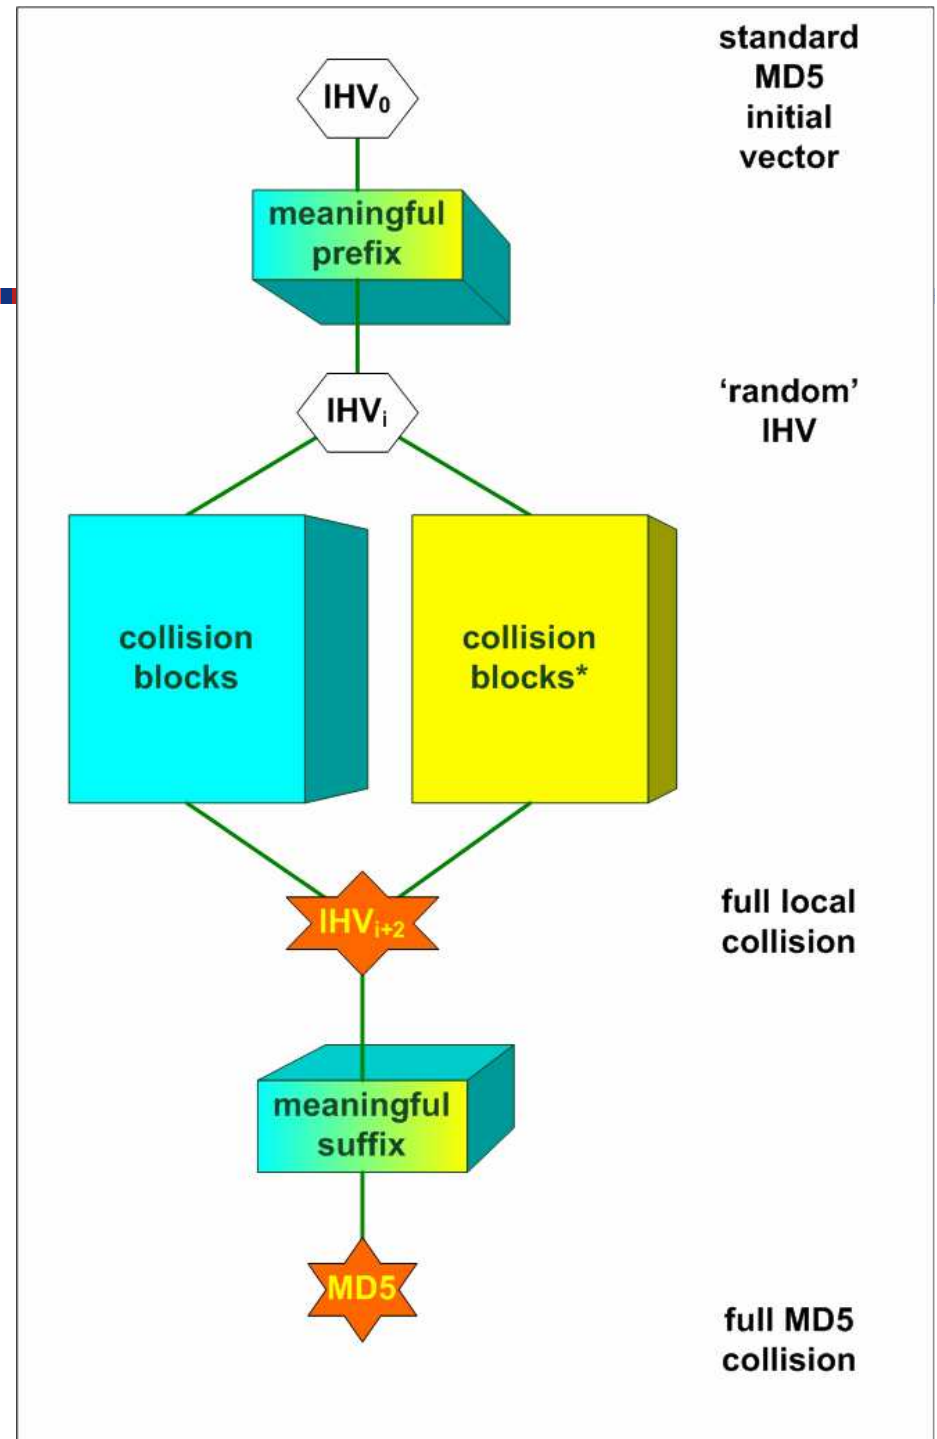 standard
MD5
initial
vector
IHV₀
meaningful
prefix
IHVᵢ
‘random’
IHV
collision
blocks
collision
blocks*
IHVᵢ₊₂
full local
collision
meaningful
suffix
MD5
full MD5
collision